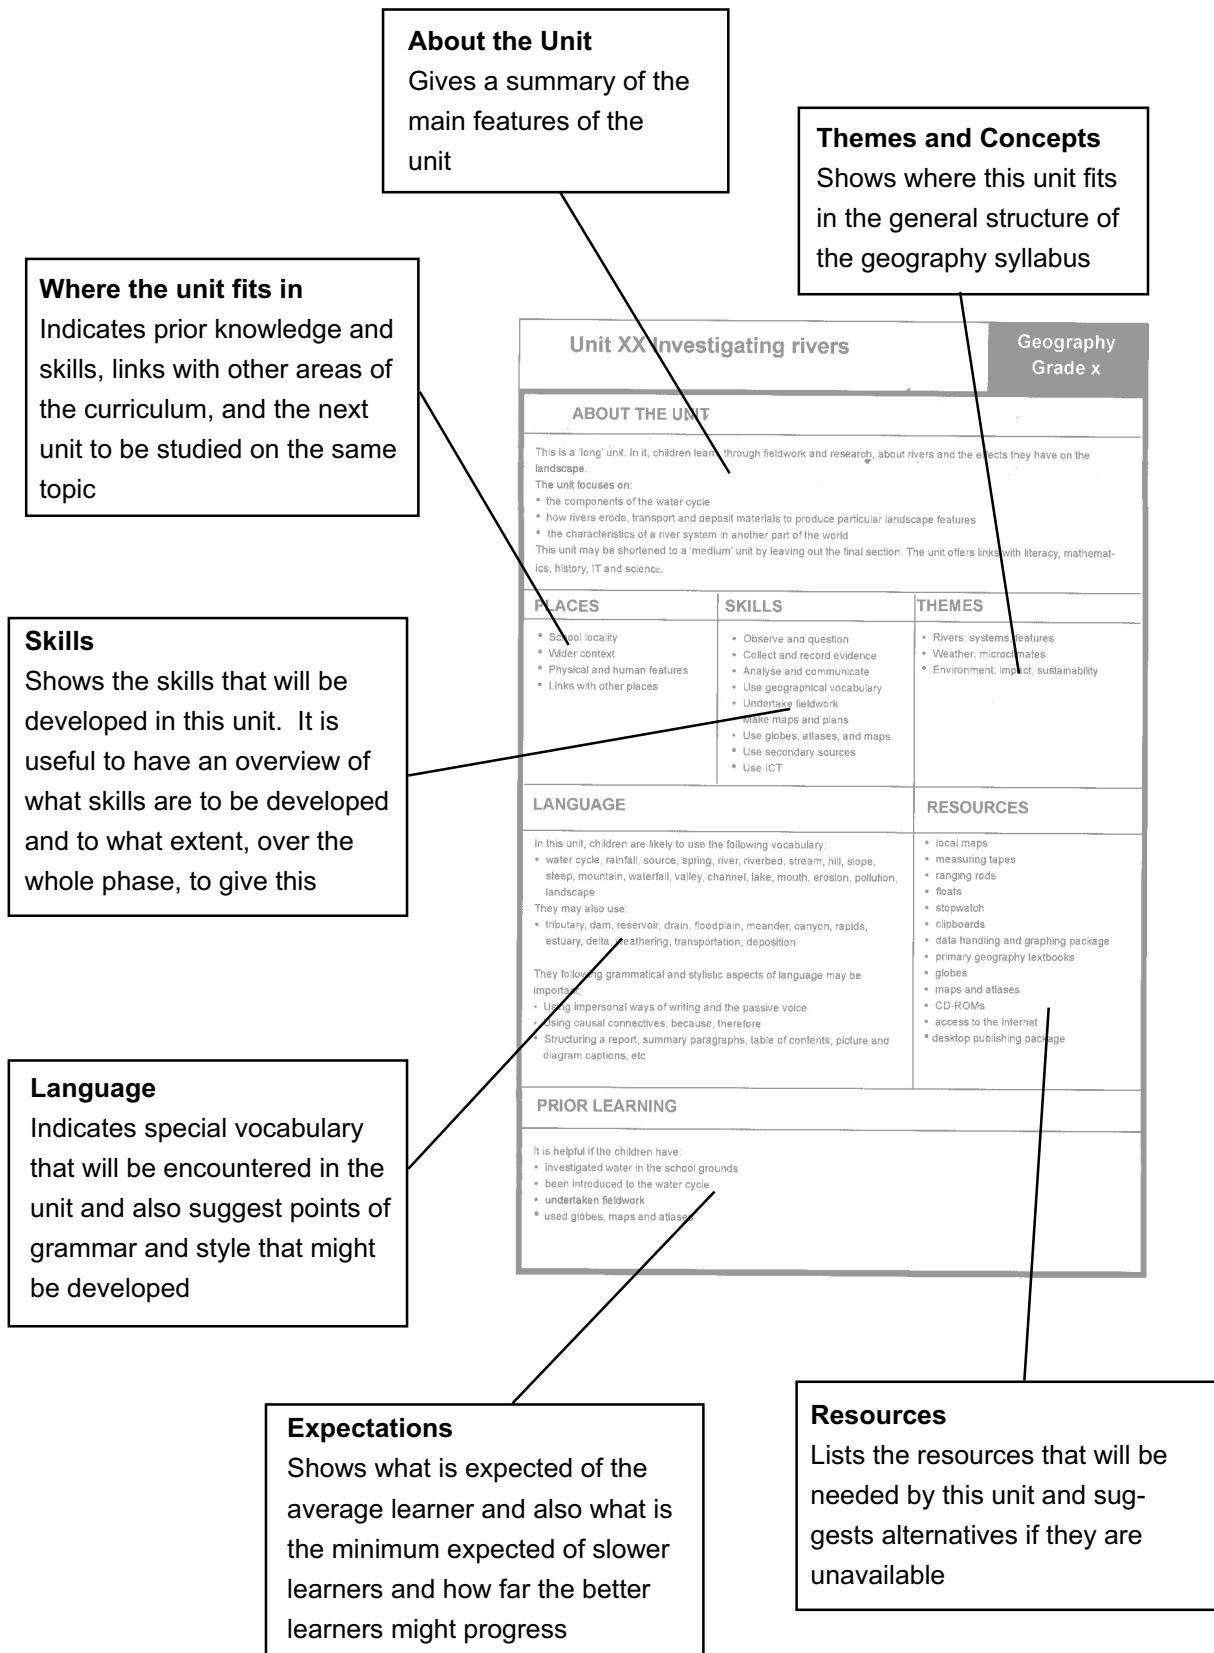 About the Unit
Gives a summary of the
main features of the
unit
Themes and Concepts
Shows where this unit fits
in the general structure of
the geography syllabus
Where the unit fits in
Indicates prior knowledge and
skills, links with other areas of
the curriculum, and the next
unit to be studied on the same
topic
Skills
Shows the skills that will be
developed in this unit. It is
useful to have an overview of
what skills are to be developed
and to what extent, over the
whole phase, to give this
Language
Indicates special vocabulary
that will be encountered in the
unit and also suggest points of
grammar and style that might
be developed
Unit XX Investigating rivers
Geography
Grade x
ABOUT THE UNIT
This is a 'long' unit. In it, children learn, through fieldwork and research, about rivers and the effects they have on the
landscape.
The unit focuses on:
• the components of the water cycle
• how rivers erode, transport and deposit materials to produce particular landscape features
• the characteristics of a river system in another part of the world
This unit may be shortened to a 'medium' unit by leaving out the final section. The unit offers links with literacy, mathemat-
ics, history, IT and science.
PLACES
• School locality
• Wider context
• Physical and human features
• Links with other places
SKILLS
• Observe and question
• Collect and record evidence
• Analyse and communicate
• Use geographical vocabulary
• Undertake fieldwork
• Make maps and plans
• Use globes, atlases, and maps
• Use secondary sources
• Use ICT
THEMES
• Rivers: systems, features
• Weather: microclimates
• Environment: impact, sustainability
LANGUAGE
In this unit, children are likely to use the following vocabulary:
• water cycle, rainfall, source, spring, river, riverbed, stream, hill, slope,
steep, mountain, waterfall, valley, channel, lake, mouth, erosion, pollution,
landscape
They may also use:
• tributary, dam, reservoir, drain, floodplain, meander, canyon, rapids,
estuary, delta, weathering, transportation, deposition
They following grammatical and stylistic aspects of language may be
important;
• Using impersonal ways of writing and the passive voice
• Using causal connectives; because, therefore
• Structuring a report, summary paragraphs, table of contents, picture and
diagram captions, etc
RESOURCES
• local maps
• measuring tapes
• ranging rods
• floats
• stopwatch
• clipboards
• data handling and graphing package
• primary geography textbooks
• globes
• maps and atlases
• CD-ROMs
• access to the internet
• desktop publishing package
PRIOR LEARNING
It is helpful if the children have:
• investigated water in the school grounds
• been introduced to the water cycle
• undertaken fieldwork
• used globes, maps and atlases
Expectations
Shows what is expected of the
average learner and also what is
the minimum expected of slower
learners and how far the better
learners might progress
Resources
Lists the resources that will be
needed by this unit and sug-
gests alternatives if they are
unavailable